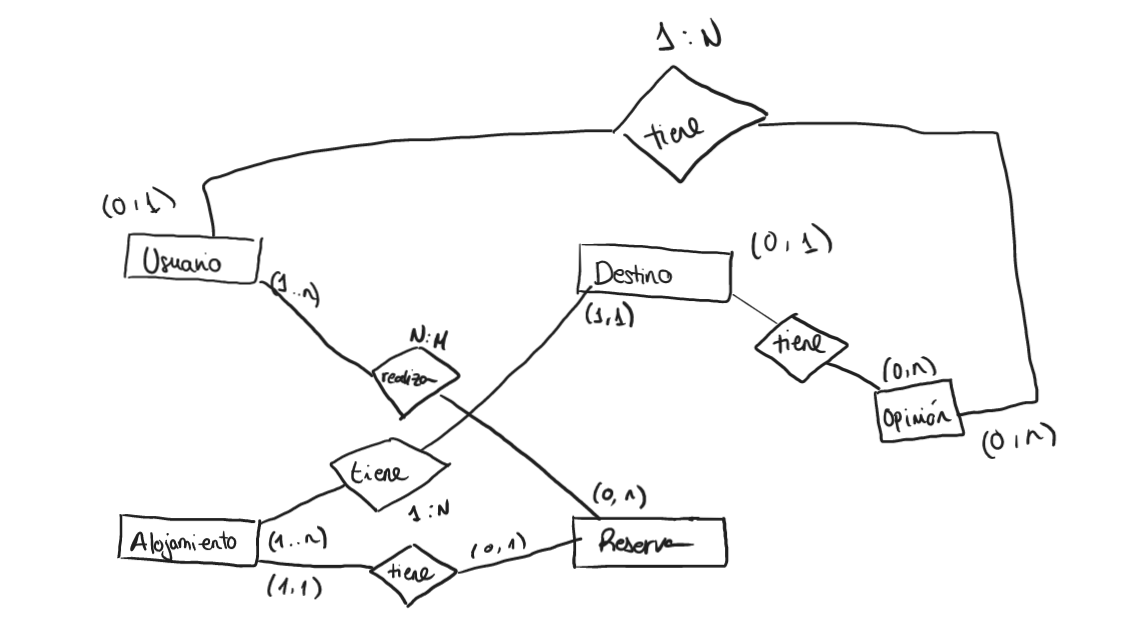 1:N
tiene
(0,1)
Usuario
(1..n)
Destino
(0,1)
(1,1)
tiene
N:M
realiza
(0,n)
Opinión
(0,n)
tiene
1:N
(0,n)
Alojamiento
(1..n)
(1,1)
tiene
(0,1)
Reserva